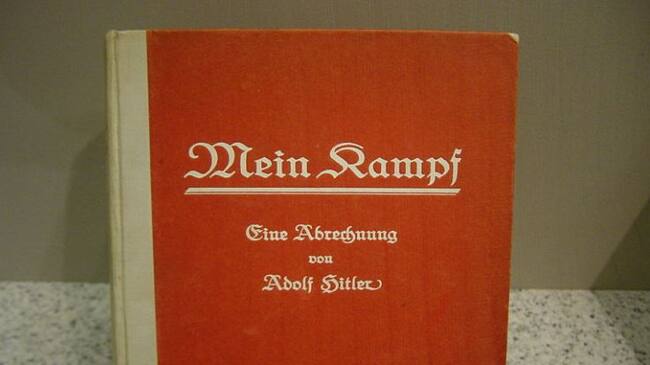 Mein Kampf
Eine Abrechnung
von
Adolf Hitler